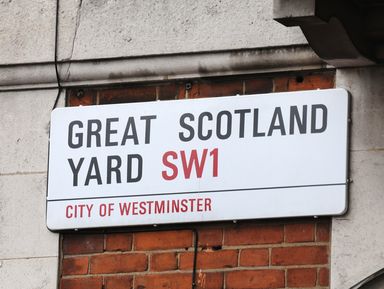 GREAT SCOTLAND
YARD SW1
CITY OF WESTMINSTER